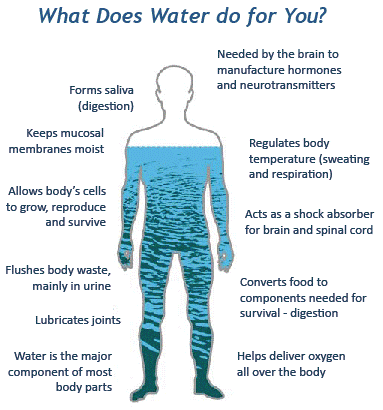 What Does Water do for You?
Needed by the brain to
manufacture hormones
and neurotransmitters
Forms saliva
(digestion)
Keeps mucosal
membranes moist
Regulates body
temperature (sweating
and respiration)
Allows body's cells
to grow, reproduce
and survive
Acts as a shock absorber
for brain and spinal cord
Flushes body waste,
mainly in urine
Converts food to
components needed for
survival - digestion
Lubricates joints
Water is the major
component of most
body parts
Helps deliver oxygen
all over the body